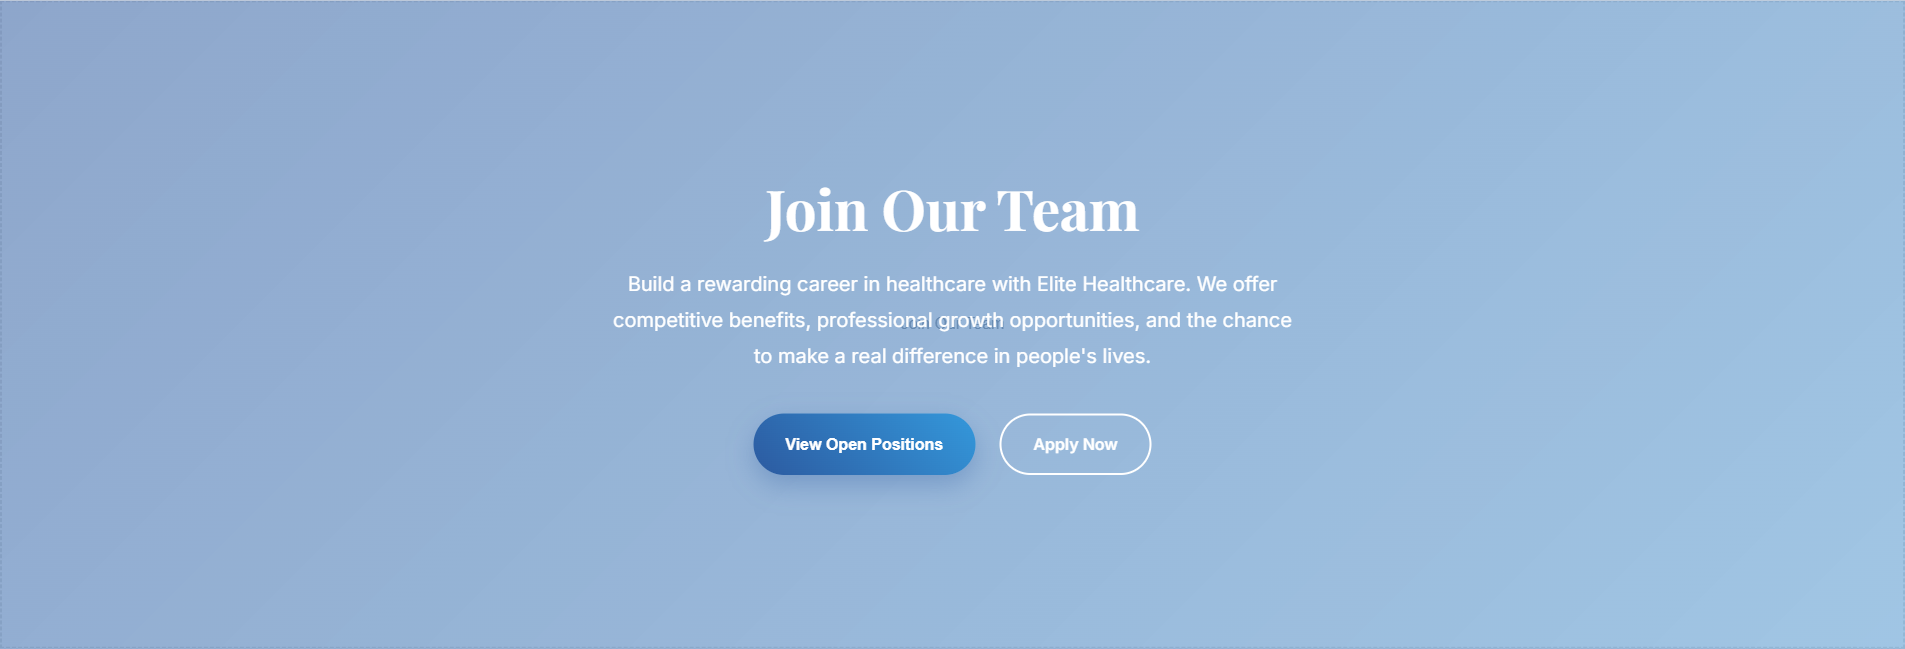 Join Our Team
Build a rewarding career in healthcare with Elite Healthcare. We offer
competitive benefits, professional growth opportunities, and the chance
to make a real difference in people's lives.
View Open Positions
Apply Now